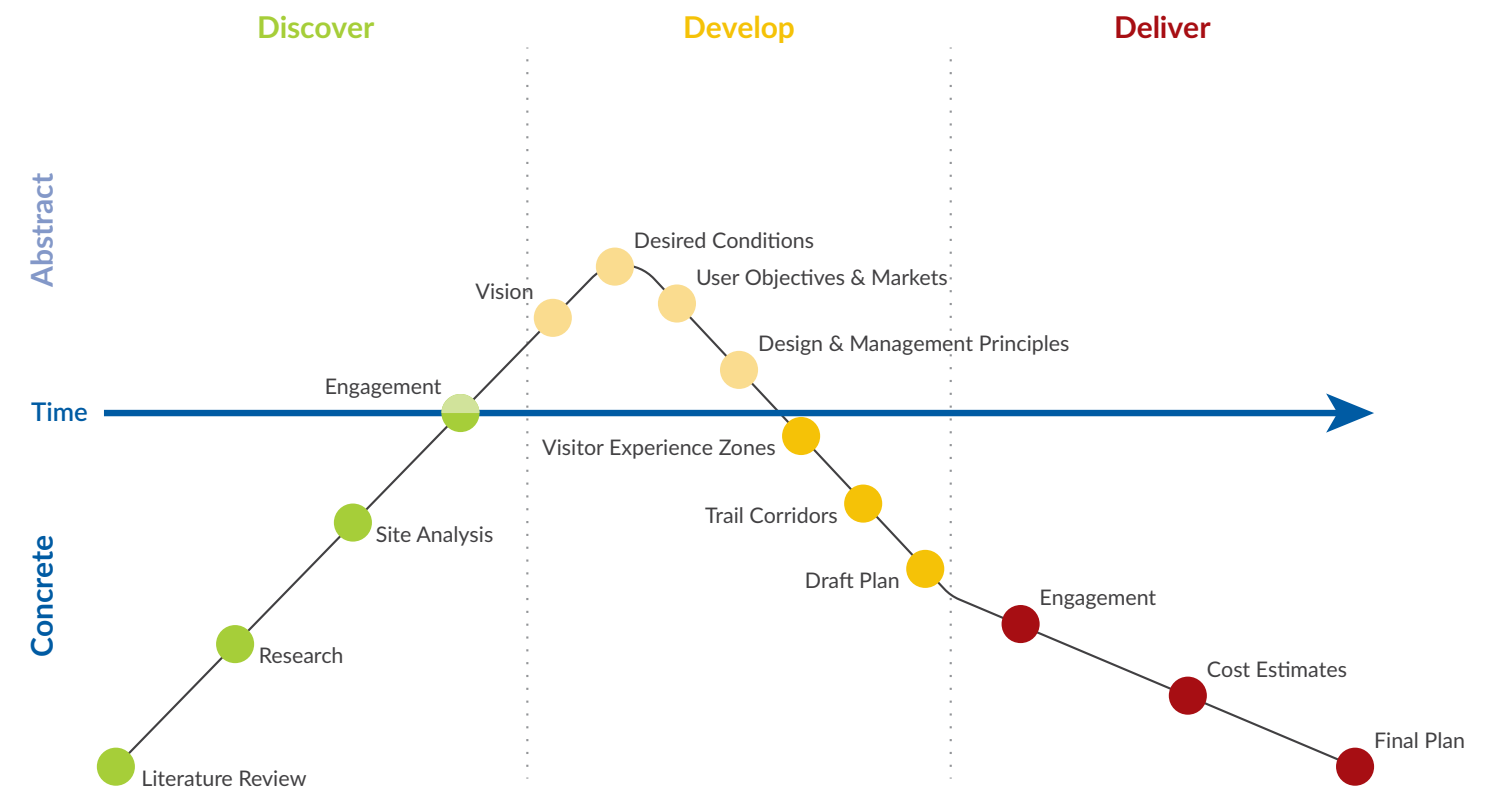 Discover
Develop
Deliver
Abstract
Desired Conditions
User Objectives & Markets
Vision
Design & Management Principles
Engagement
Time
Visitor Experience Zones
Trail Corridors
Site Analysis
Concrete
Draft Plan
Engagement
Research
Cost Estimates
Final Plan
Literature Review